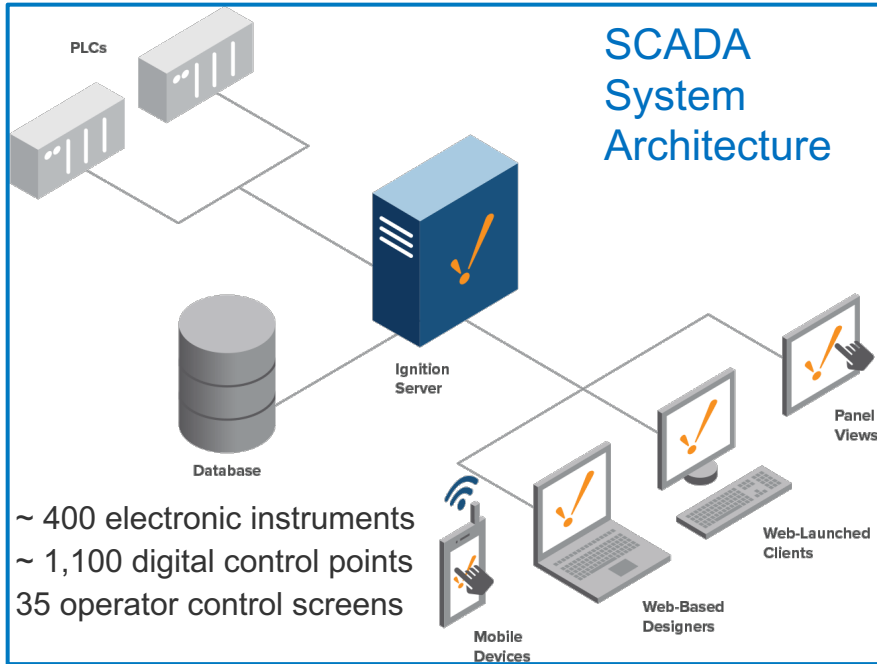 PLCs
SCADA
System
Architecture
Ignition
Server
Database
Panel
Views
Web-Launched
Clients
Web-Based
Designers
Mobile
Devices
~ 400 electronic instruments
~ 1,100 digital control points
35 operator control screens